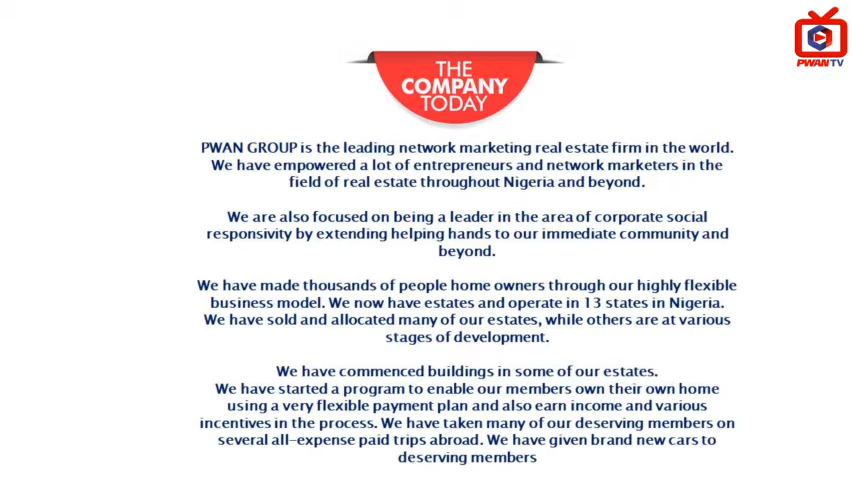 PWAN TV
THE
COMPANY
TODAY
PWAN GROUP is the leading network marketing real estate firm in the world.
We have empowered a lot of entrepreneurs and network marketers in the
field of real estate throughout Nigeria and beyond.
We are also focused on being a leader in the area of corporate social
responsivity by extending helping hands to our immediate community and
beyond.
We have made thousands of people home owners through our highly flexible
business model. We now have estates and operate in 13 states in Nigeria.
We have sold and allocated many of our estates, while others are at various
stages of development.
We have commenced buildings in some of our estates.
We have started a program to enable our members own their own home
using a very flexible payment plan and also earn income and various
incentives in the process. We have taken many of our deserving members on
several all-expense paid trips abroad. We have given brand new cars to
deserving members